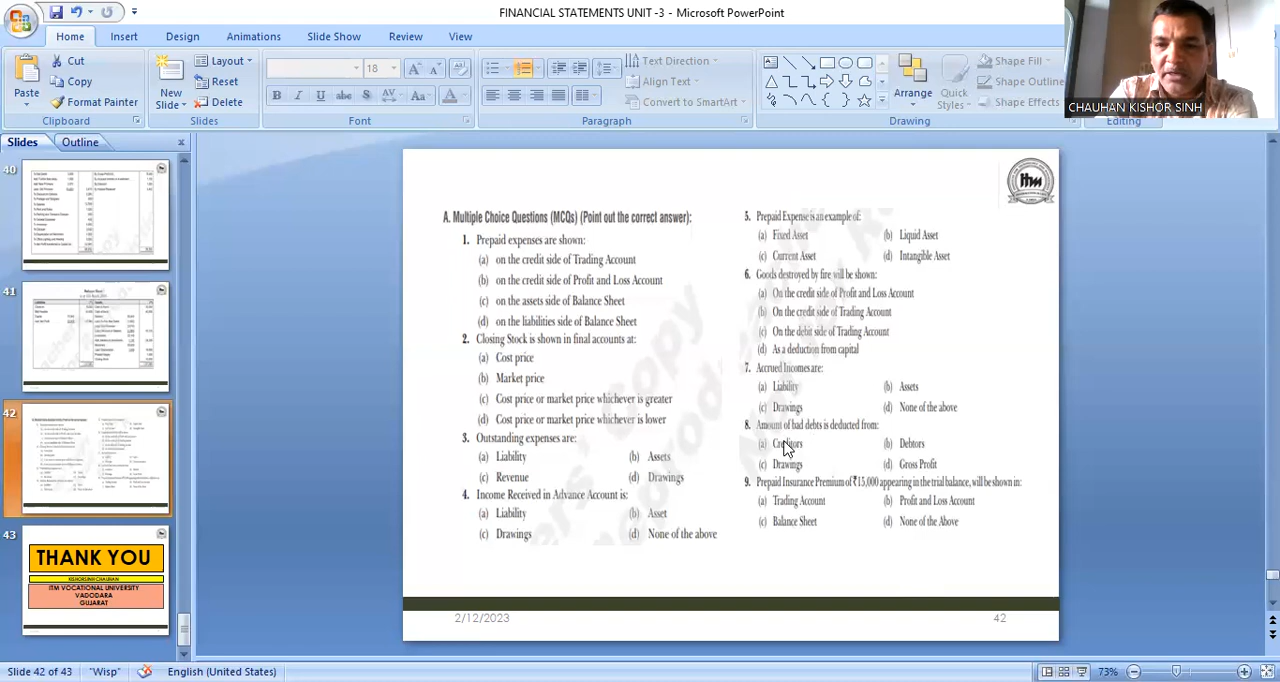 FINANCIAL STATEMENTS UNIT -3 - Microsoft PowerPoint
Home Insert Design Animations Slide Show Review View
Paste
Cut
Copy
Format Painter
Clipboard
New Slide
Layout
Reset
Delete
Slides
18
B I U abc S AV Aa A
Font
Text Direction
Align Text
Convert to SmartArt
Paragraph
Arrange
Quick Styles
Shape Fill
Shape Outline
Shape Effects
Drawing
Editing
CHAUHAN KISHOR SINH
Slides Outline
40
41
42
43
THANK YOU
KISHORSINH CHAUHAN
ITM VOCATIONAL UNIVERSITY
VADODARA
GUJARAT
itm
A. Multiple Choice Questions (MCQs) (Point out the correct answer):
1. Prepaid expenses are shown:
(a) on the credit side of Trading Account
(b) on the credit side of Profit and Loss Account
(c) on the assets side of Balance Sheet
(d) on the liabilities side of Balance Sheet
2. Closing Stock is shown in final accounts at:
(a) Cost price
(b) Market price
(c) Cost price or market price whichever is greater
(d) Cost price or market price whichever is lower
3. Outstanding expenses are:
(a) Liability (b) Assets
(c) Revenue (d) Drawings
4. Income Received in Advance Account is:
(a) Liability (b) Asset
(c) Drawings (d) None of the above
5. Prepaid Expense is an example of:
(a) Fixed Asset (b) Liquid Asset
(c) Current Asset (d) Intangible Asset
6. Goods destroyed by fire will be shown:
(a) On the credit side of Profit and Loss Account
(b) On the credit side of Trading Account
(c) On the debit side of Trading Account
(d) As a deduction from capital
7. Accrued Incomes are:
(a) Liability (b) Assets
(c) Drawings (d) None of the above
8. Amount of bad debts is deducted from:
(a) Creditors (b) Debtors
(c) Drawings (d) Gross Profit
9. Prepaid Insurance Premium of ₹15,000 appearing in the trial balance, will be shown in:
(a) Trading Account (b) Profit and Loss Account
(c) Balance Sheet (d) None of the Above
2/12/2023 42
Slide 42 of 43 "Wisp" English (United States) 73%